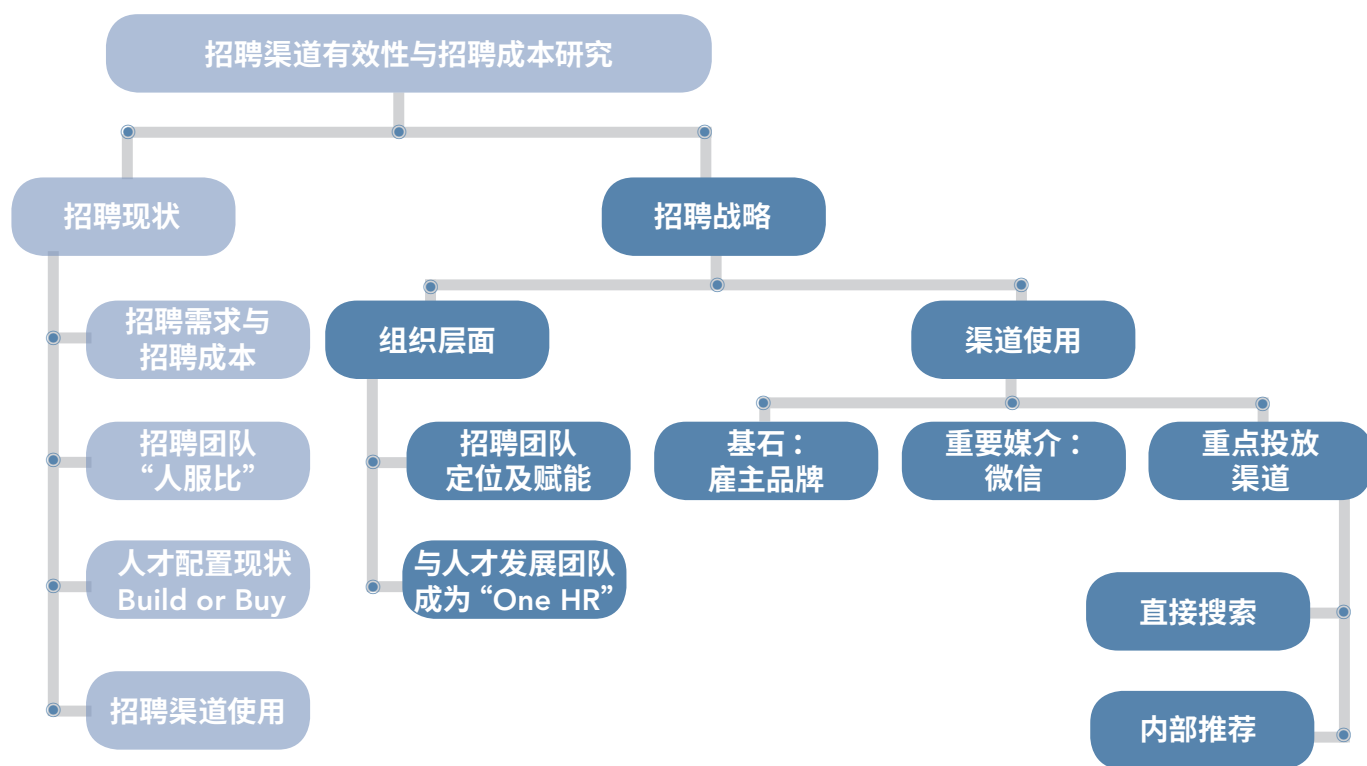 招聘渠道有效性与招聘成本研究
招聘现状
招聘战略
招聘需求与
招聘成本
组织层面
渠道使用
招聘团队
“人服比”
招聘团队
定位及赋能
基石：
雇主品牌
重要媒介：
微信
重点投放
渠道
人才配置现状
Build or Buy
与人才发展团队
成为“One HR”
直接搜索
招聘渠道使用
内部推荐